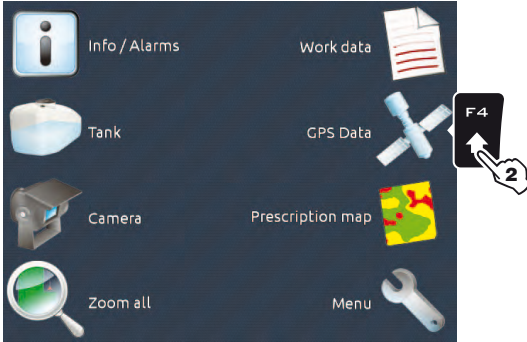 Info / Alarms
Work data
Tank
GPS Data
F4
2
Camera
Prescription map
Zoom all
Menu